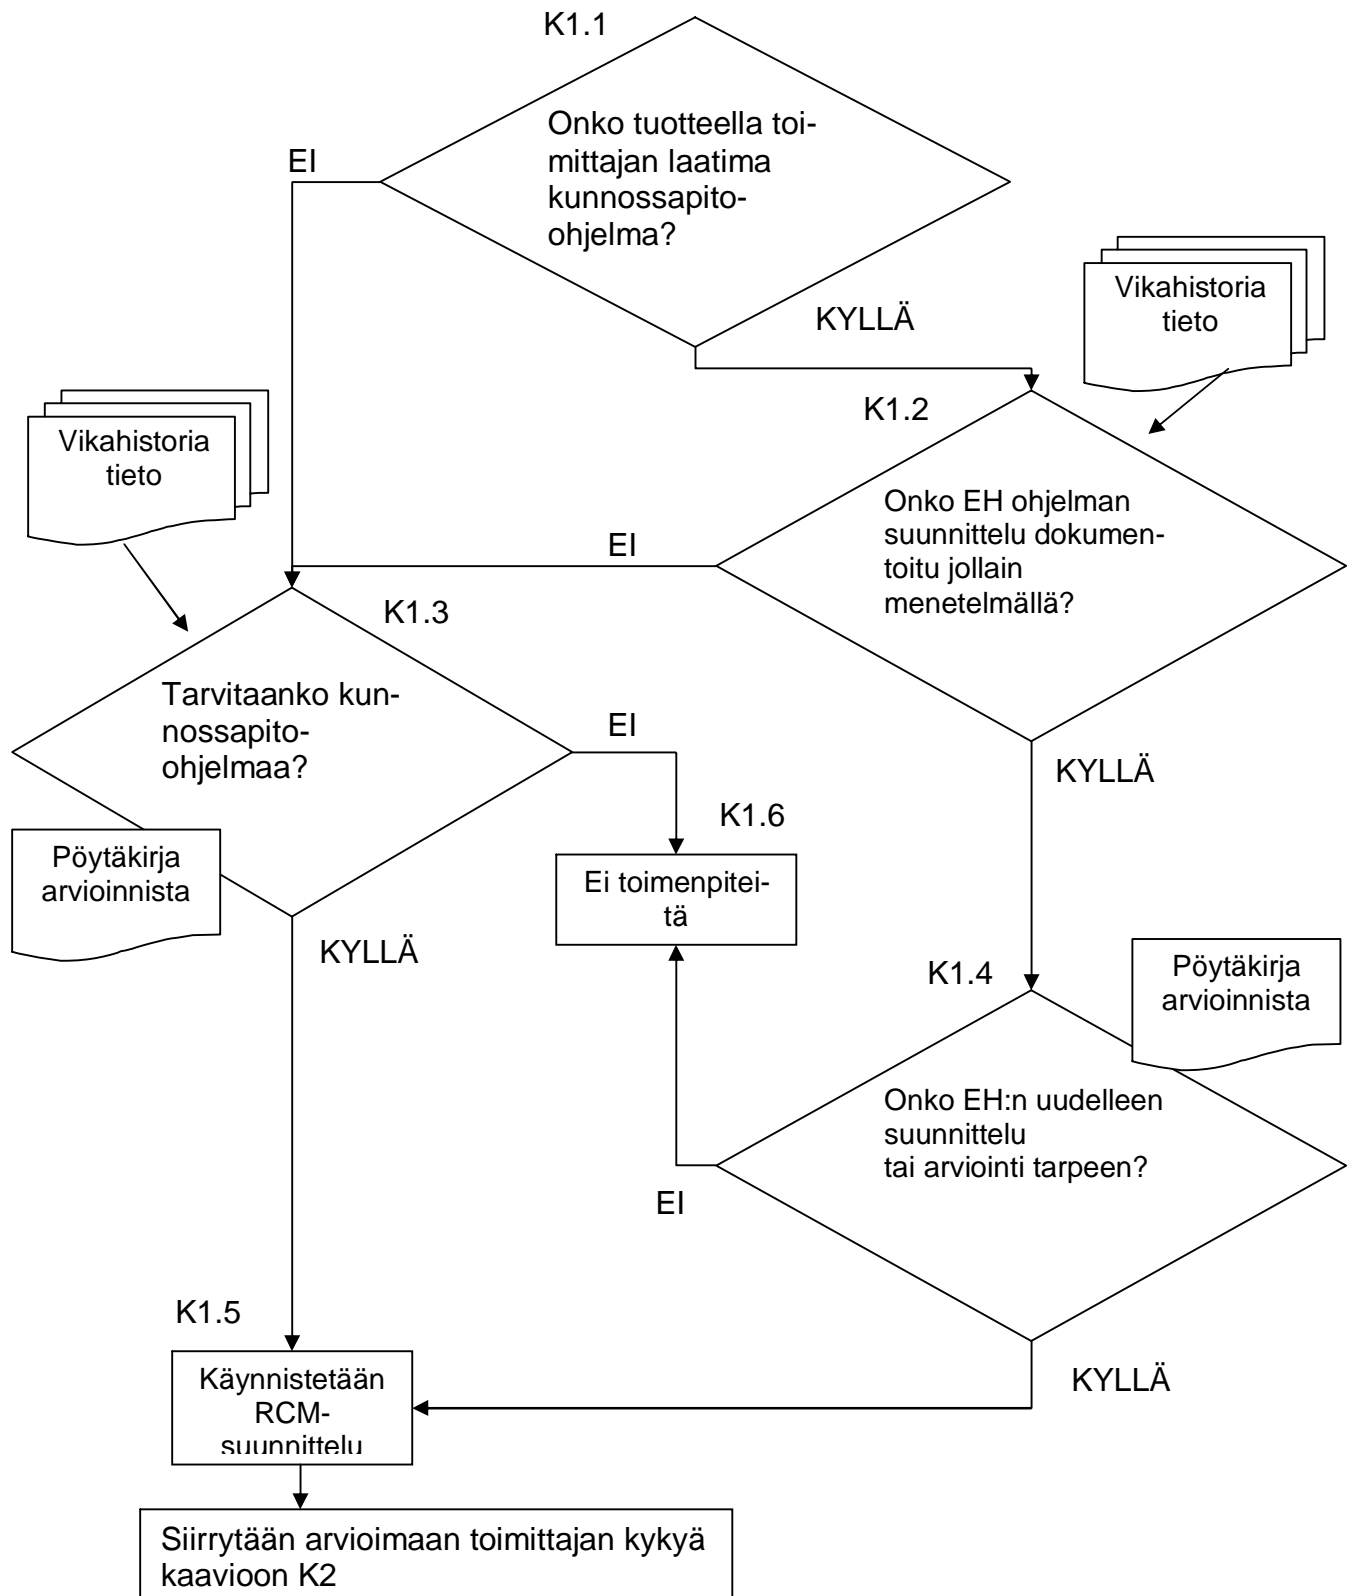 K1.1
Onko tuotteella toi-
mittajan laatima
kunnossapito-
ohjelma?
EI
KYLLÄ
Vikahistoria
tieto
K1.2
Vikahistoria
tieto
Onko EH ohjelman
suunnittelu dokumen-
toitu jollain
menetelmällä?
EI
K1.3
Tarvitaanko kun-
nossapito-
ohjelmaa?
EI
KYLLÄ
K1.6
Pöytäkirja
arvioinnista
Ei toimenpitei-
tä
KYLLÄ
K1.4
Pöytäkirja
arvioinnista
Onko EH:n uudelleen
suunnittelu
tai arviointi tarpeen?
EI
K1.5
KYLLÄ
Käynnistetään
RCM-
suunnittelu
Siirrytään arvioimaan toimittajan kykyä
kaavioon K2